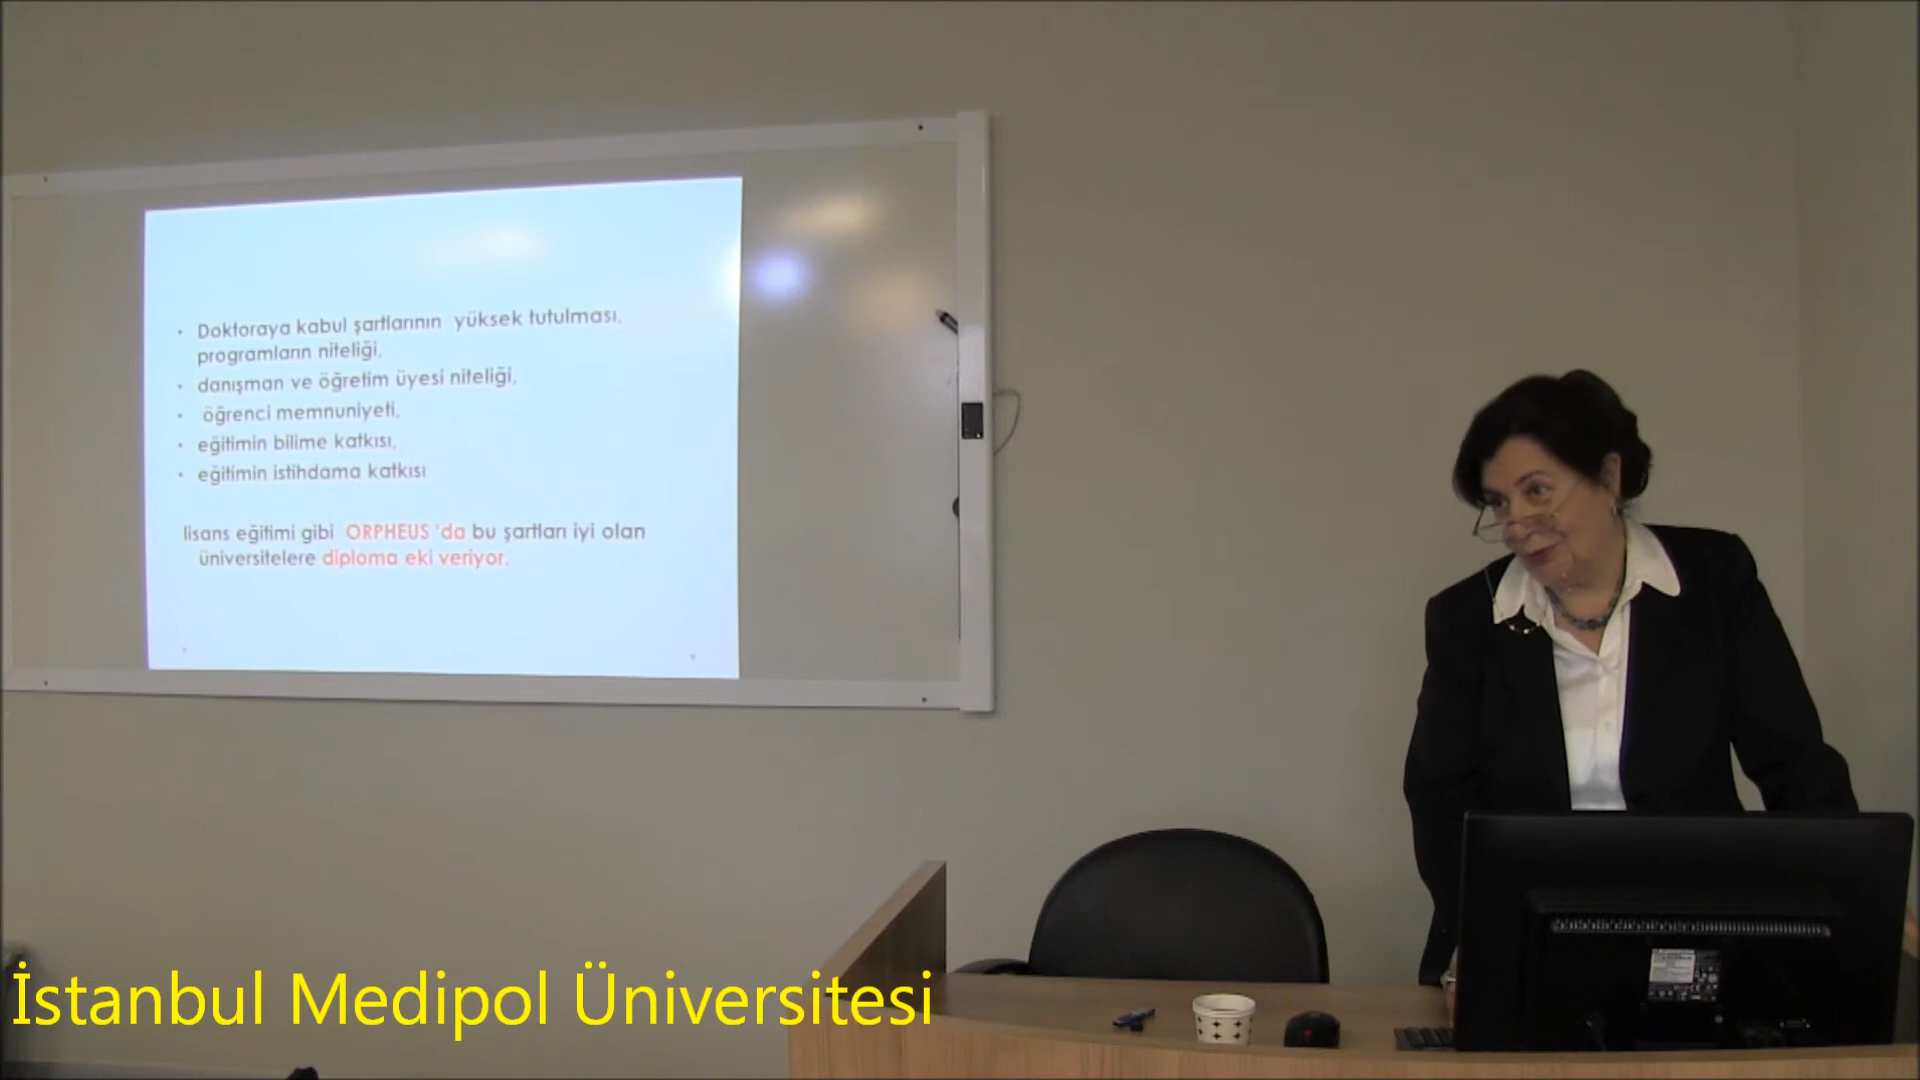 • Doktoraya kabul şartlarının yüksek tutulması,
programların niteliği,
• danışman ve öğretim üyesi niteliği,
• öğrenci memnuniyeti,
• eğitimin bilime katkısı,
• eğitimin istihdama katkısı
lisans eğitimi gibi ORPHEUS 'da bu şartları iyi olan
üniversitelere diploma eki veriyor.
İstanbul Medipol Üniversitesi